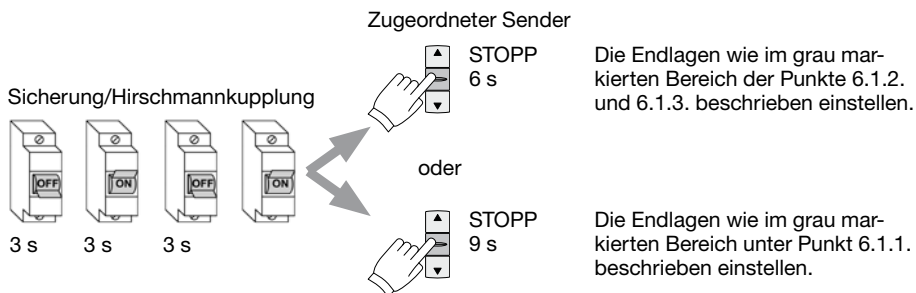 Zugeordneter Sender
STOPP
6 s
Die Endlagen wie im grau mar-
kierten Bereich der Punkte 6.1.2.
und 6.1.3. beschrieben einstellen.
Sicherung/Hirschmannkupplung
OFF
ON
OFF
ON
3 s
3 s
3 s
oder
STOPP
9 s
Die Endlagen wie im grau mar-
kierten Bereich unter Punkt 6.1.1.
beschrieben einstellen.